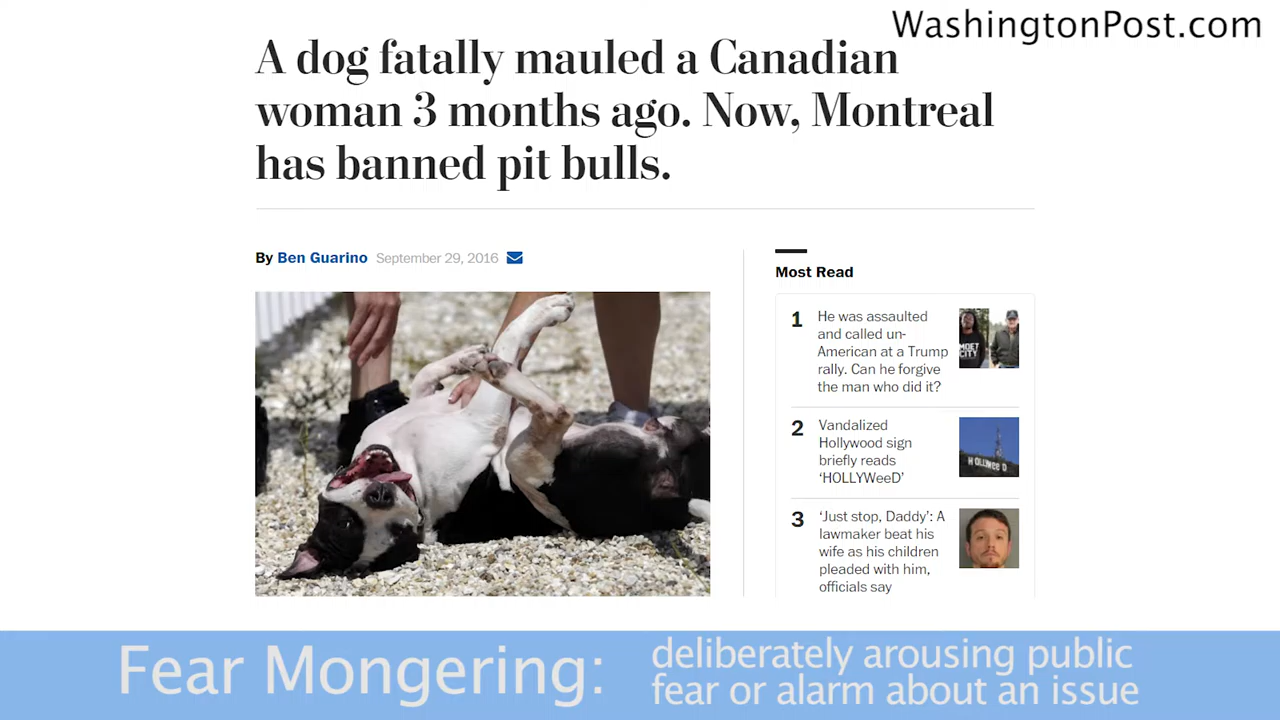 WashingtonPost.com
A dog fatally mauled a Canadian
woman 3 months ago. Now, Montreal
has banned pit bulls.
By Ben Guarino September 29, 2016
Most Read
1
He was assaulted
and called un-
American at a Trump
rally. Can he forgive
the man who did it?
MOET
CITY
2
Vandalized
Hollywood sign
briefly reads
‘HOLLYWeeD’
HOLLWeeD
3
‘Just stop, Daddy’: A
lawmaker beat his
wife as his children
pleaded with him,
officials say
Fear Mongering:
deliberately arousing public
fear or alarm about an issue